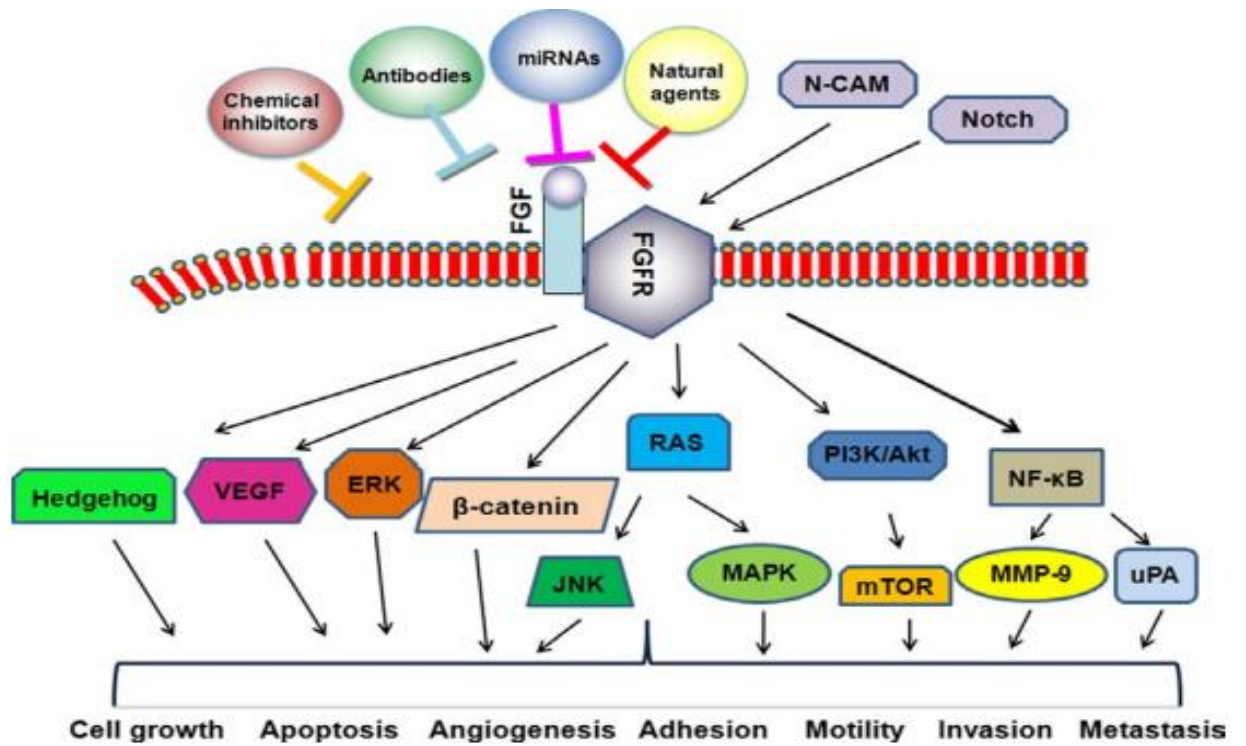 Chemical
inhibitors
Antibodies
miRNAs
Natural
agents
N-CAM
Notch
FGF
FGFR
Hedgehog
VEGF
ERK
β-catenin
RAS
PI3K/Akt
NF-κB
JNK
MAPK
mTOR
MMP-9
uPA
Cell growth Apoptosis Angiogenesis Adhesion Motility Invasion Metastasis